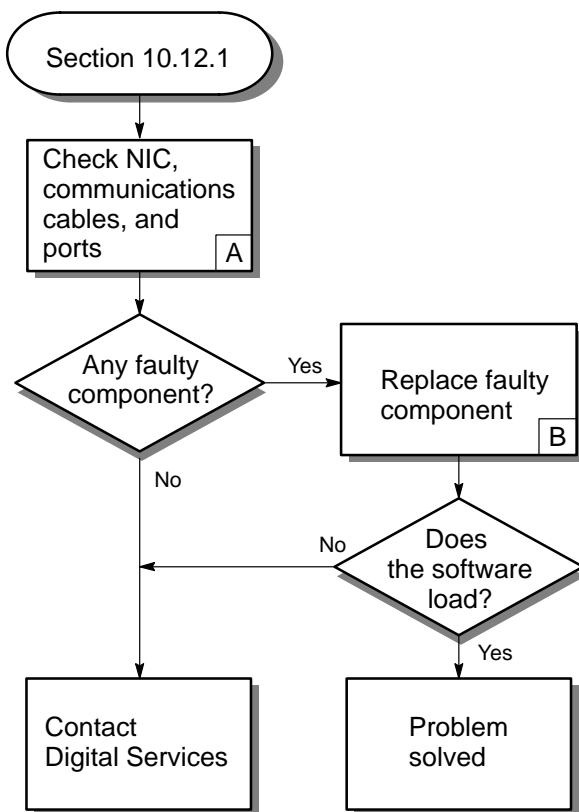 Section 10.12.1
Check NIC,
communications
cables, and
ports
A
Any faulty
component?
Yes
No
Replace faulty
component
B
Does
the software
load?
No
Yes
Contact
Digital Services
Problem
solved